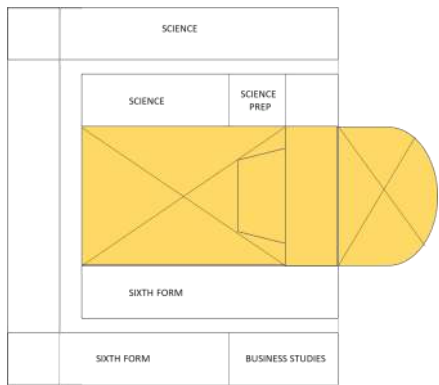 SCIENCE
SCIENCE
SCIENCE
PREP
SIXTH FORM
SIXTH FORM
BUSINESS STUDIES